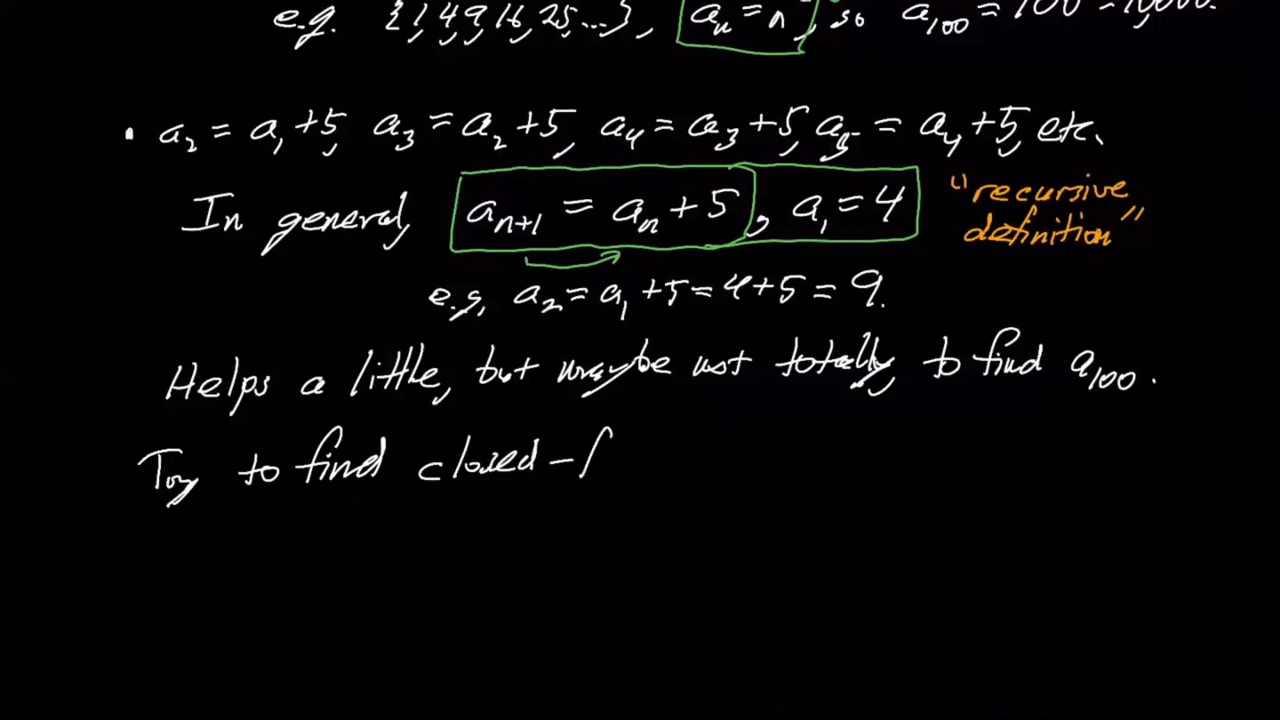 e.g. {1,4,9,16,25,...}, aₙ=n², so a₁₀₀=100²=10,000.
• a₂ = a₁+5, a₃ = a₂+5, a₄ = a₃+5, a₅ = a₄+5, etc.
In general, aₙ₊₁ = aₙ+5, a₁=4 "recursive
definition"
e.g, a₂ = a₁+5=4+5=9.
Helps a little, but maybe not totally, to find a₁₀₀.
Try to find closed-f